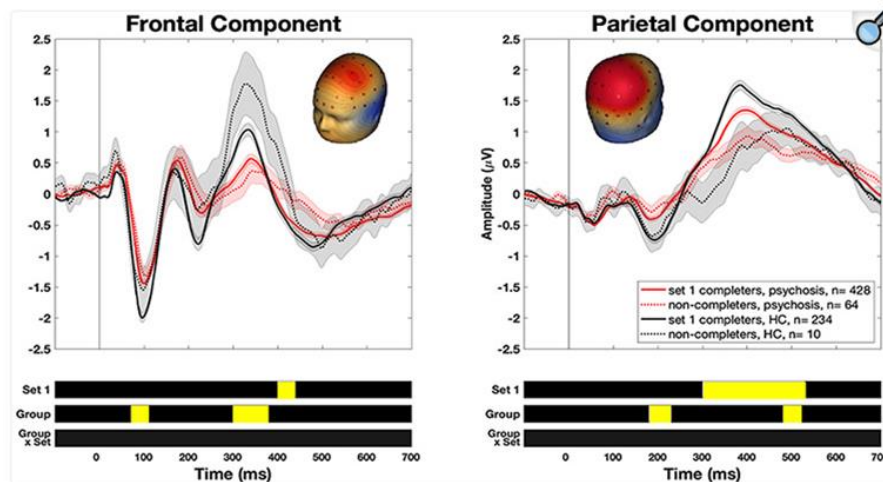 Frontal Component
Parietal Component
2.5
2
1.5
1
0.5
0
-0.5
-1
-1.5
-2
-2.5
2.5
2
1.5
1
0.5
0
-0.5
-1
-1.5
-2
-2.5
Amplitude (µV)
set 1 completers, psychosis, n= 428
non-completers, psychosis, n= 64
set 1 completers, HC, n= 234
non-completers, HC, n= 10
Set 1
Group
Group
x Set
0 100 200 300 400 500 600 700
Time (ms)
Set 1
Group
Group
x Set
0 100 200 300 400 500 600 700
Time (ms)